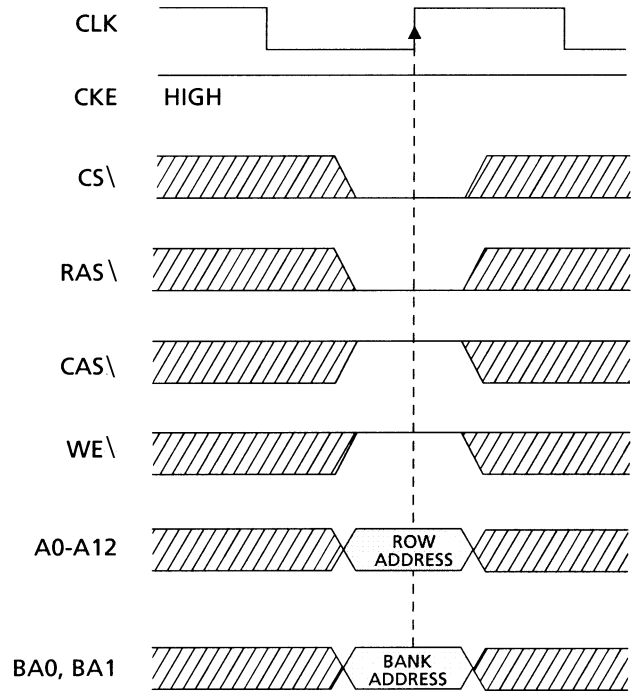 CLK
CKE HIGH
CS\
RAS\
CAS\
WE\
A0-A12
ROW
ADDRESS
BA0, BA1
BANK
ADDRESS